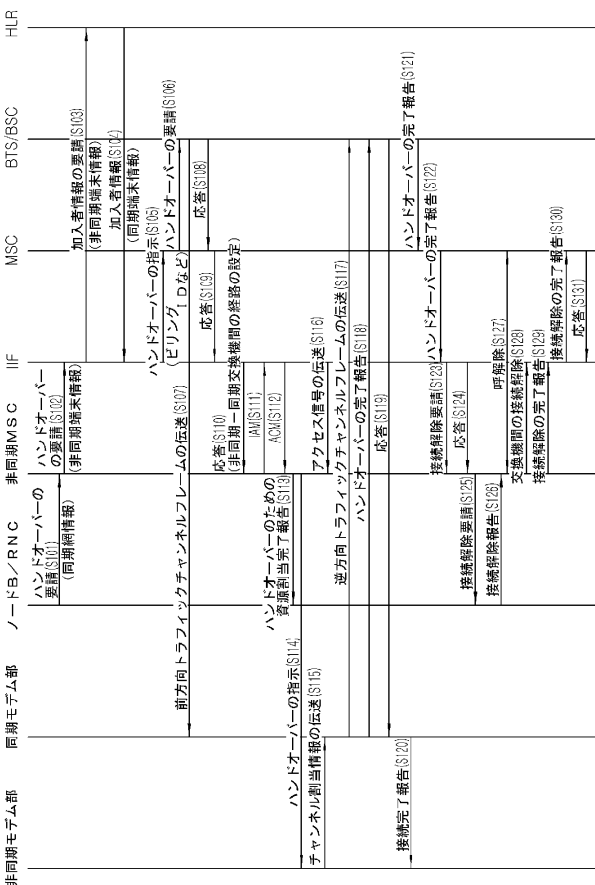 非同期モデム部
同期モデム部
ノードB/RNC
非同期MSC
IIF
MSC
BTS/BSC
HLR
ハンドオーバーの
要請(S101)
(同期網情報)
ハンドオーバー
の要請(S102)
(非同期端末情報)
加入者情報の要請(S103)
(非同期端末情報)
加入者情報(S104)
(同期端末情報)
ハンドオーバーの指示(S105)
(ビリングIDなど)
ハンドオーバーの要請(S106)
前方向トラフィックチャンネルフレームの伝送(S107)
応答(S108)
応答(S109)
応答(S110)
(非同期−同期交換機間の経路の設定)
IAM(S111)
ACM(S112)
ハンドオーバーのための
資源割当完了報告(S113)
ハンドオーバーの指示(S114)
チャンネル割当情報の伝送(S115)
アクセス信号の伝送(S116)
逆方向トラフィックチャンネルフレームの伝送(S117)
ハンドオーバーの完了報告(S118)
応答(S119)
接続完了報告(S120)
ハンドオーバーの完了報告(S121)
ハンドオーバーの完了報告(S122)
接続解除要請(S123)
応答(S124)
接続解除要請(S125)
接続解除報告(S126)
呼解除(S127)
交換機間の接続解除(S128)
接続解除の完了報告(S129)
接続解除の完了報告(S130)
応答(S131)